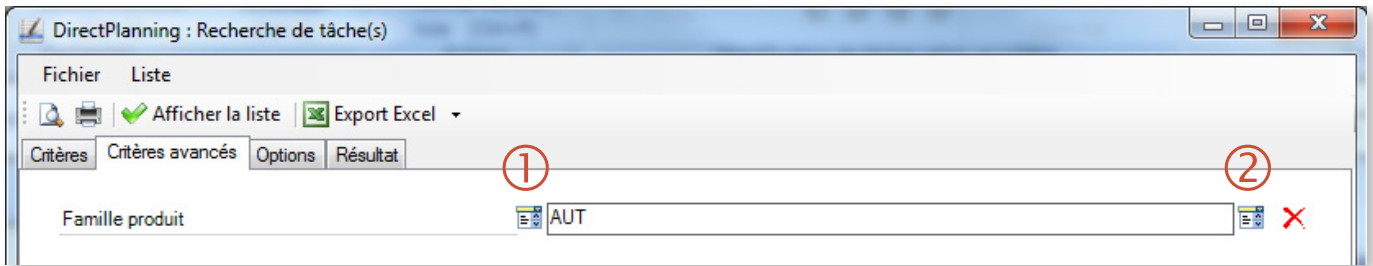 DirectPlanning : Recherche de tâche(s)
Fichier Liste
Afficher la liste Export Excel
Critères Critères avancés Options Résultat
① ②
Famille produit AUT